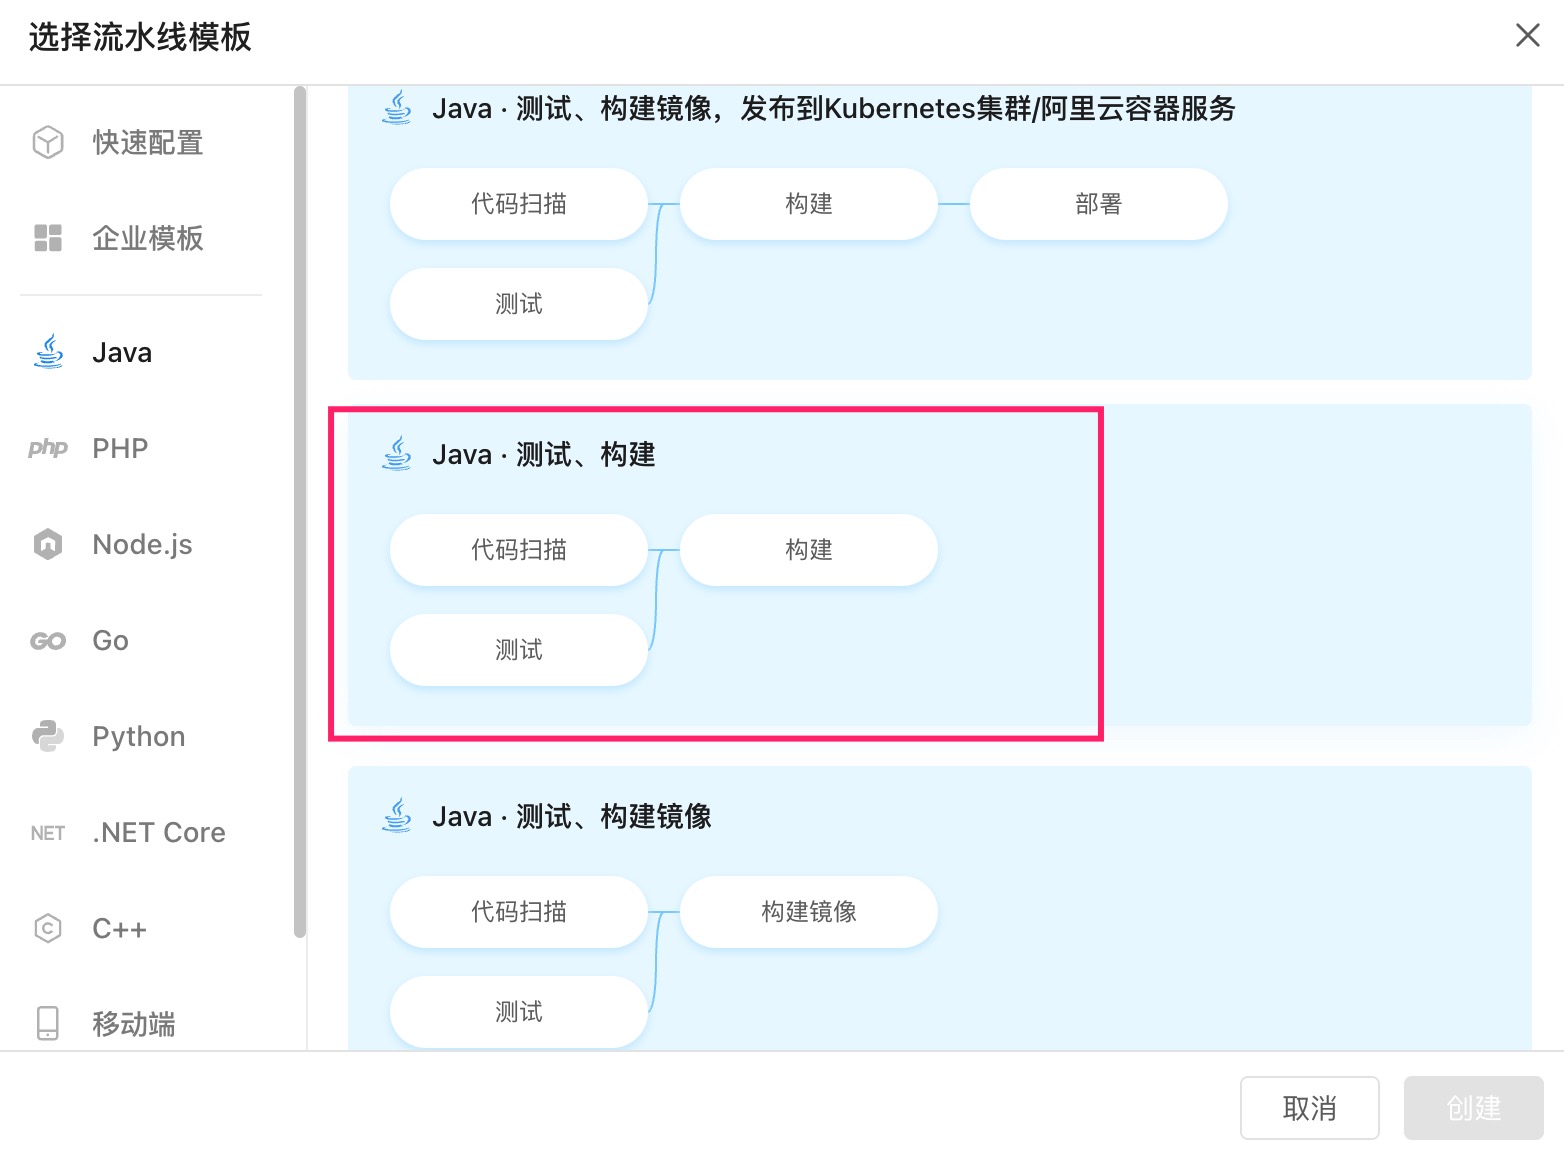 选择流水线模板
快速配置
企业模板
Java
php PHP
Node.js
GO Go
Python
NET .NET Core
C C++
移动端
Java · 测试、构建镜像，发布到Kubernetes集群/阿里云容器服务
代码扫描 构建 部署
测试
Java · 测试、构建
代码扫描 构建
测试
Java · 测试、构建镜像
代码扫描 构建镜像
测试
取消 创建